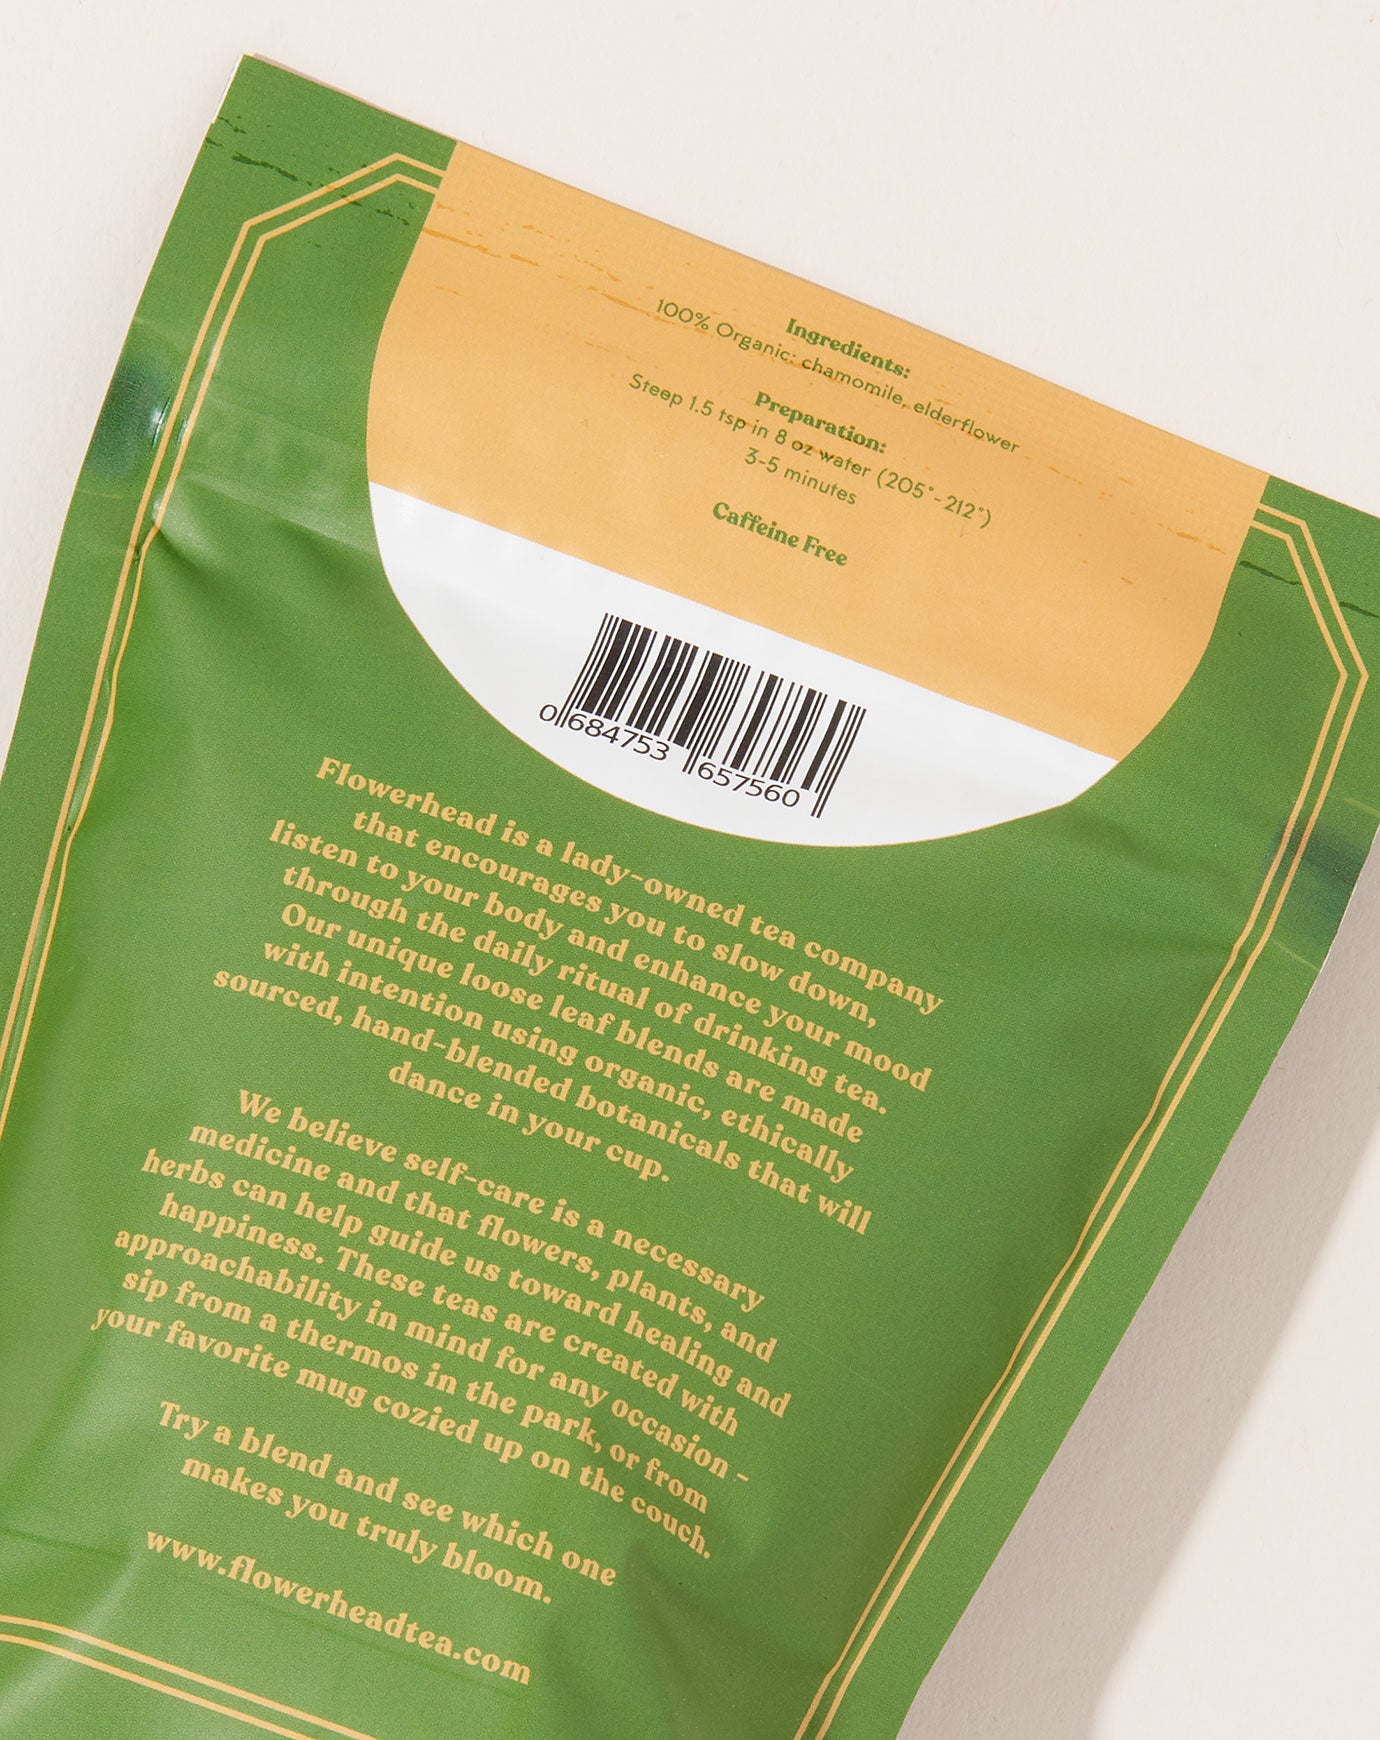 Ingredients:
100% Organic: chamomile, elderflower
Preparation:
Steep 1.5 tsp in 8 oz water (205°-212°)
3-5 minutes
Caffeine Free
0 684753 657560
Flowerhead is a lady-owned tea company
that encourages you to slow down,
listen to your body and enhance your mood
through the daily ritual of drinking tea.
Our unique loose leaf blends are made
with intention using organic, ethically
sourced, hand-blended botanicals that will
dance in your cup.
We believe self-care is a necessary
medicine and that flowers, plants, and
herbs can help guide us toward healing and
happiness. These teas are created with
approachability in mind for any occasion -
sip from a thermos in the park, or from
your favorite mug cozied up on the couch.
Try a blend and see which one
makes you truly bloom.
www.flowerheadtea.com